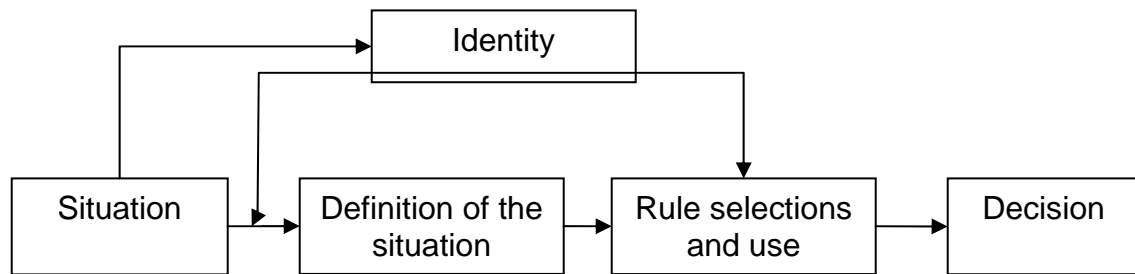 Identity
Situation
Definition of the
situation
Rule selections
and use
Decision